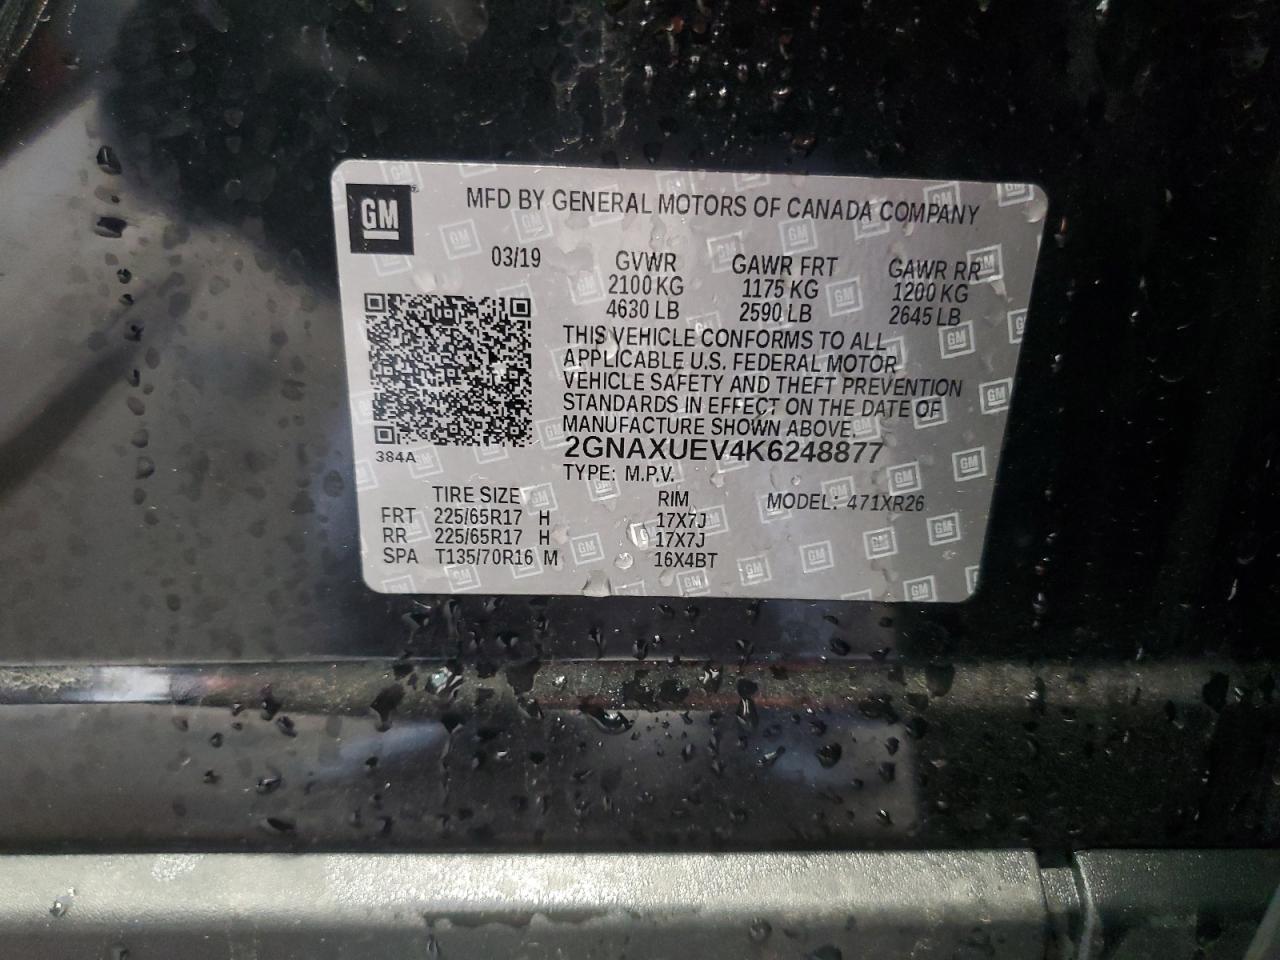 GM
MFD BY GENERAL MOTORS OF CANADA COMPANY
03/19 GVWR GAWR FRT GAWR RR
2100 KG 1175 KG 1200 KG
4630 LB 2590 LB 2645 LB
THIS VEHICLE CONFORMS TO ALL
APPLICABLE U.S. FEDERAL MOTOR
VEHICLE SAFETY AND THEFT PREVENTION
STANDARDS IN EFFECT ON THE DATE OF
MANUFACTURE SHOWN ABOVE.
2GNAXUEV4K6248877
384A
TYPE: M.P.V.
TIRE SIZE RIM MODEL: 471XR26
FRT 225/65R17 H 17X7J
RR 225/65R17 H 17X7J
SPA T135/70R16 M 16X4BT